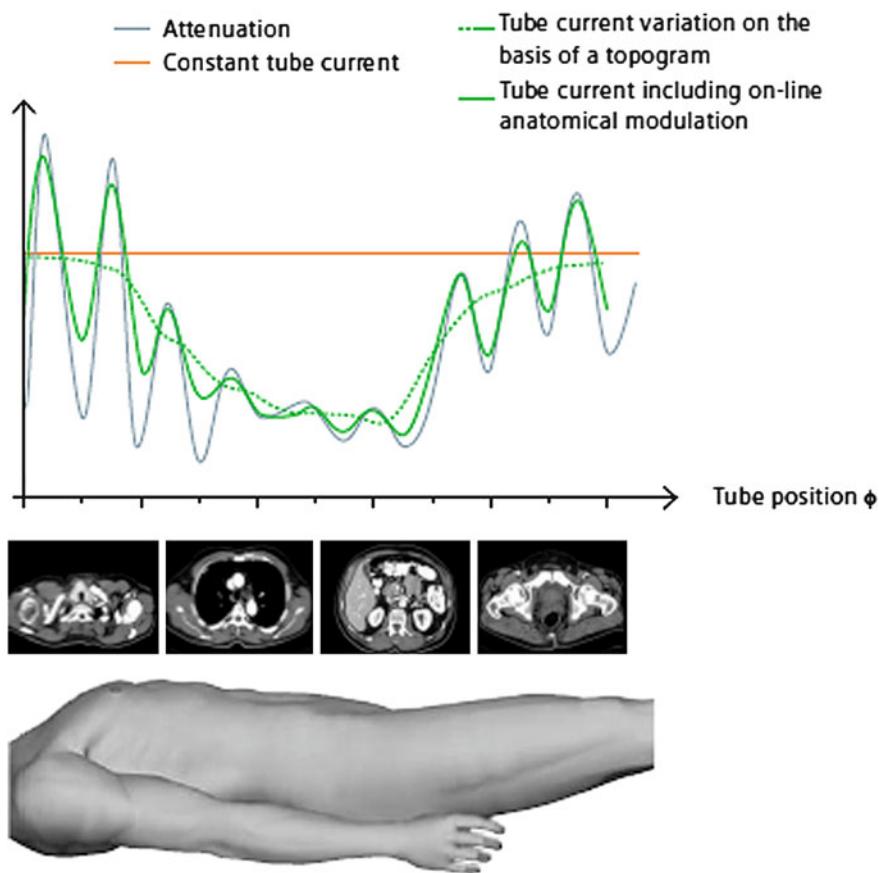 Attenuation
Constant tube current
Tube current variation on the
basis of a topogram
Tube current including on-line
anatomical modulation
Tube position ϕ